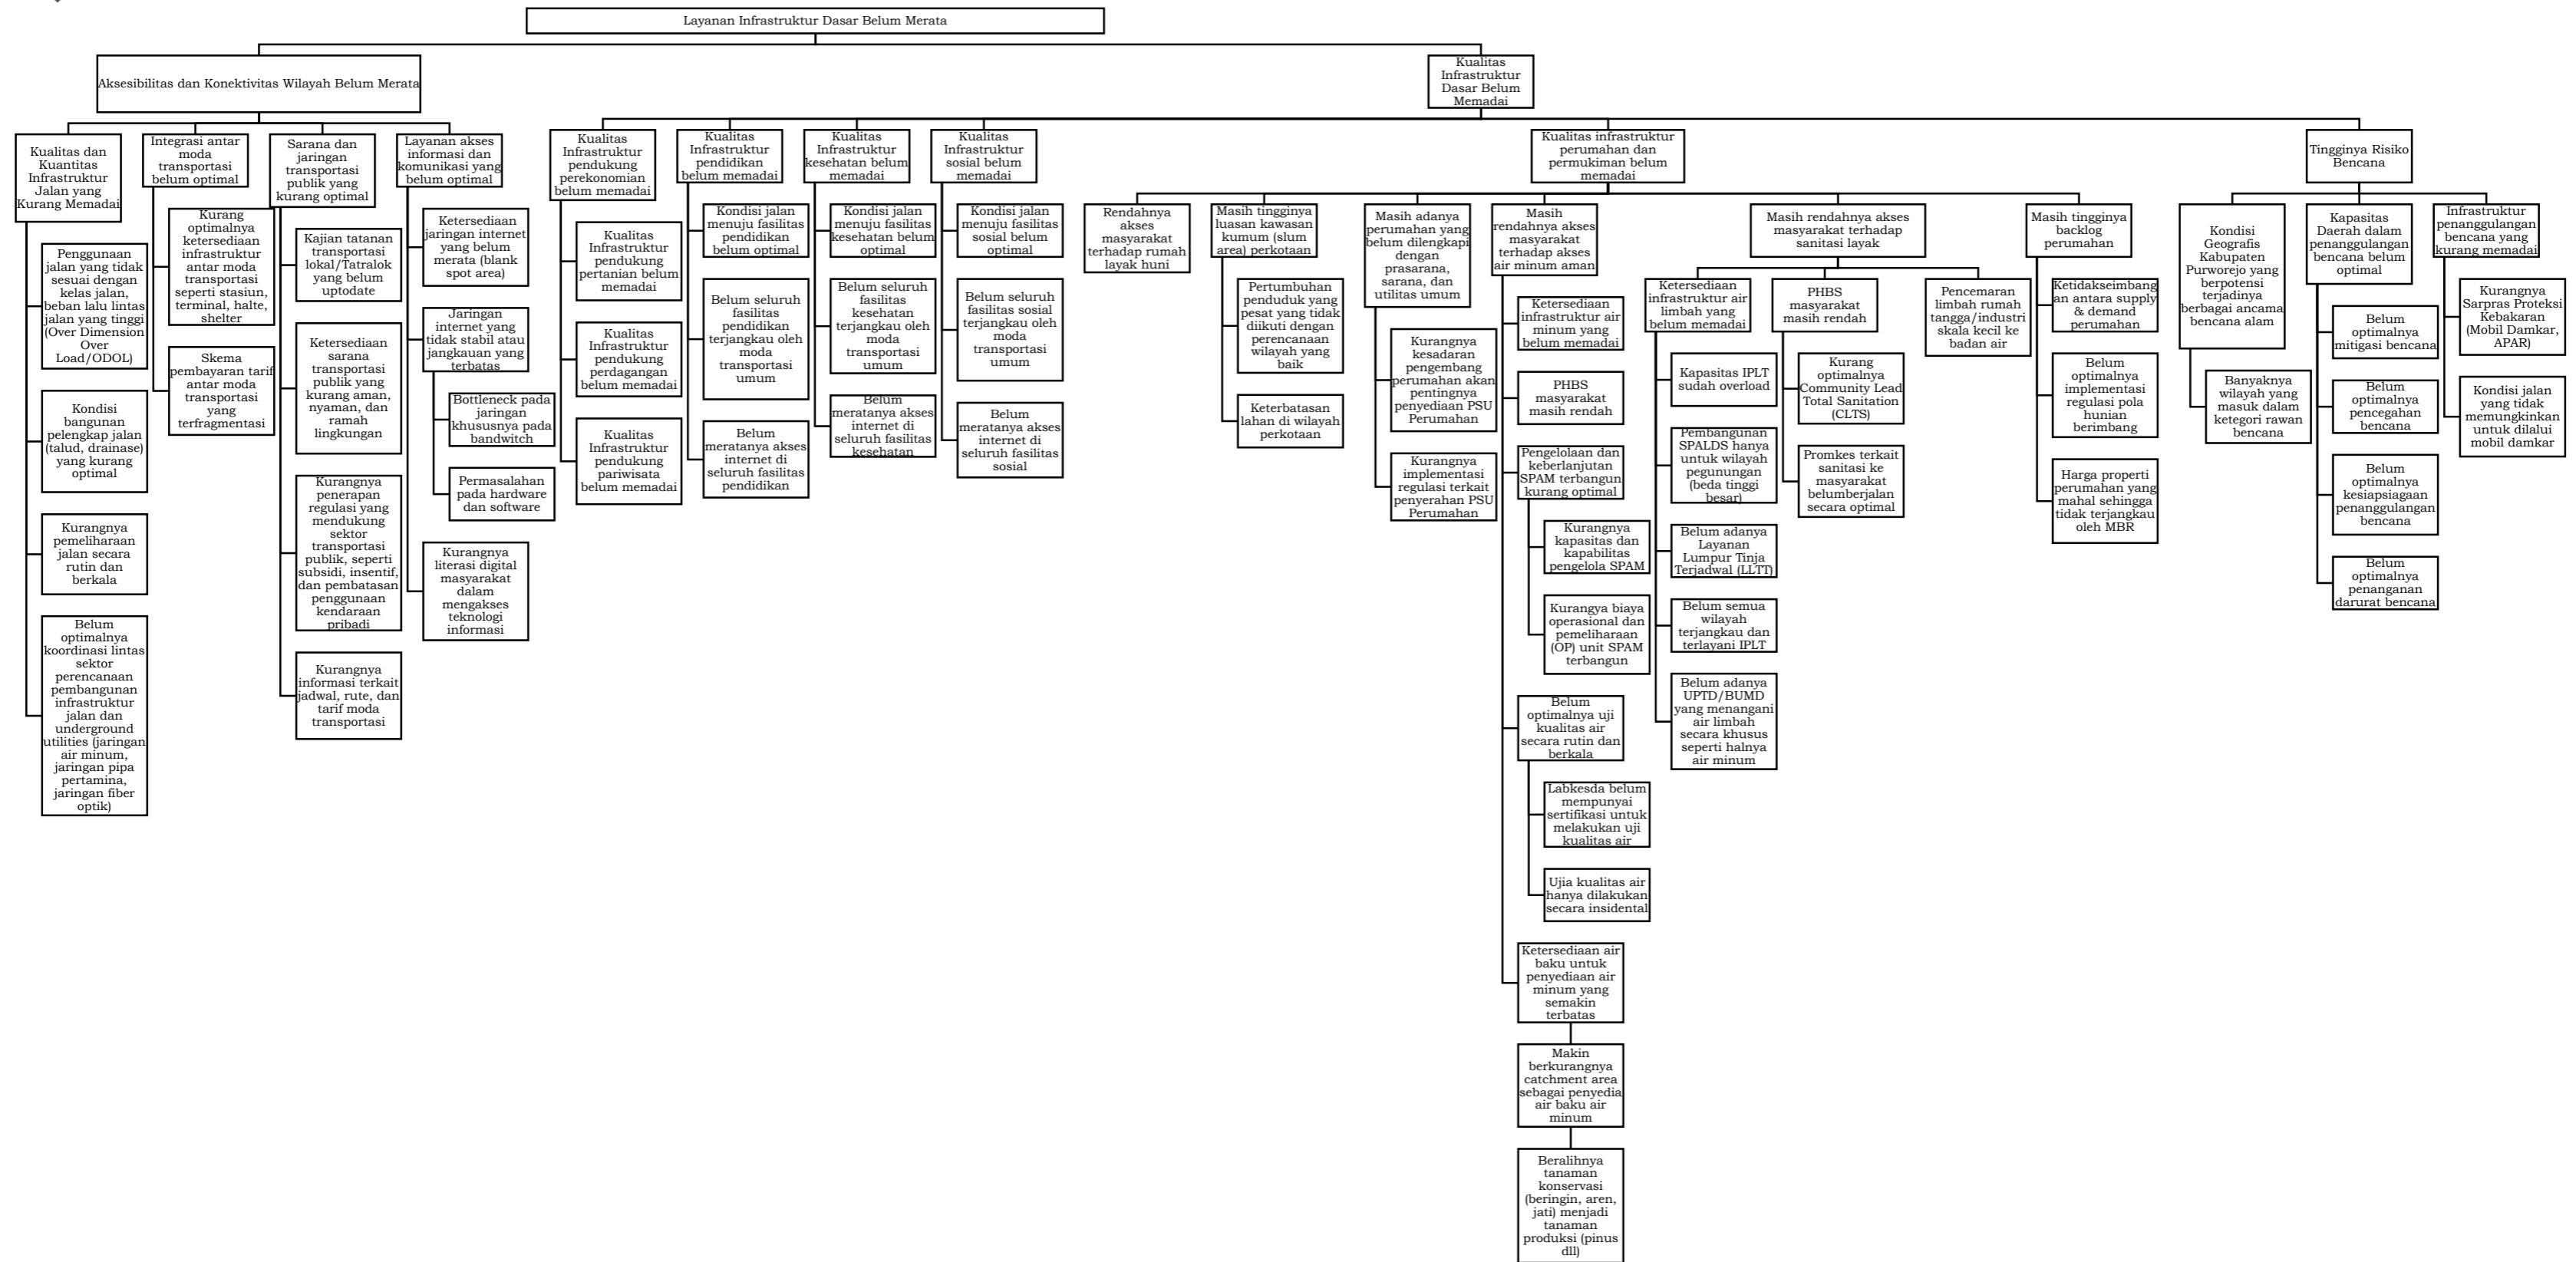 Layanan Infrastruktur Dasar Belum Merata
Aksesibilitas dan Konektivitas Wilayah Belum Merata
Kualitas
Infrastruktur
Dasar Belum
Memadai
Kualitas dan
Kuantitas
Infrastruktur
Jalan yang
Kurang Memadai
Penggunaan
jalan yang tidak
sesuai dengan
kelas jalan,
beban lalu lintas
jalan yang tinggi
(Over Dimension
Over
Load/ODOL)
Kondisi
bangunan
pelengkap jalan
(talud, drainase)
yang kurang
optimal
Kurangnya
pemeliharaan
jalan secara
rutin dan
berkala
Belum
optimalnya
koordinasi lintas
sektor
perencanaan
pembangunan
infrastruktur
jalan dan
underground
utilities (jaringan
air minum,
jaringan pipa
pertamina,
jaringan fiber
optik)
Integrasi antar
moda
transportasi
belum optimal
Kurang
optimalnya
ketersediaan
infrastruktur
antar moda
transportasi
seperti stasiun,
terminal, halte,
shelter
Skema
pembayaran tarif
antar moda
transportasi
yang
terfragmentasi
Sarana dan
jaringan
transportasi
publik yang
kurang optimal
Kajian tatanan
transportasi
lokal/Tatralok
yang belum
uptodate
Ketersediaan
sarana
transportasi
publik yang
kurang aman,
nyaman, dan
ramah
lingkungan
Kurangnya
penerapan
regulasi yang
mendukung
sektor
transportasi
publik, seperti
subsidi, insentif,
dan pembatasan
penggunaan
kendaraan
pribadi
Kurangnya
informasi terkait
jadwal, rute, dan
tarif moda
transportasi
Layanan akses
informasi dan
komunikasi yang
belum optimal
Ketersediaan
jaringan internet
yang belum
merata (blank
spot area)
Jaringan
internet yang
tidak stabil atau
jangkauan yang
terbatas
Bottleneck pada
jaringan
khususnya pada
bandwitch
Permasalahan
pada hardware
dan software
Kurangnya
literasi digital
masyarakat
dalam
mengakses
teknologi
informasi
Kualitas
Infrastruktur
pendukung
perekonomian
belum memadai
Kualitas
Infrastruktur
pendukung
pertanian belum
memadai
Kualitas
Infrastruktur
pendukung
perdagangan
belum memadai
Kualitas
Infrastruktur
pendukung
pariwisata
belum memadai
Kualitas
Infrastruktur
pendidikan
belum memadai
Kondisi jalan
menuju fasilitas
pendidikan
belum optimal
Belum seluruh
fasilitas
pendidikan
terjangkau oleh
moda
transportasi
umum
Belum
meratanya akses
internet di
seluruh fasilitas
pendidikan
Kualitas
Infrastruktur
kesehatan belum
memadai
Kondisi jalan
menuju fasilitas
kesehatan belum
optimal
Belum seluruh
fasilitas
kesehatan
terjangkau oleh
moda
transportasi
umum
Belum
meratanya akses
internet di
seluruh fasilitas
kesehatan
Kualitas
Infrastruktur
sosial belum
memadai
Kondisi jalan
menuju fasilitas
sosial belum
optimal
Belum seluruh
fasilitas sosial
terjangkau oleh
moda
transportasi
umum
Belum
meratanya akses
internet di
seluruh fasilitas
sosial
Kualitas infrastruktur
perumahan dan
permukiman belum
memadai
Rendahnya
akses
masyarakat
terhadap rumah
layak huni
Masih tingginya
luasan kawasan
kumum (slum
area) perkotaan
Pertumbuhan
penduduk yang
pesat yang tidak
diikuti dengan
perencanaan
wilayah yang
baik
Keterbatasan
lahan di wilayah
perkotaan
Masih adanya
perumahan yang
belum dilengkapi
dengan
prasarana,
sarana, dan
utilitas umum
Kurangnya
kesadaran
pengembang
perumahan akan
pentingnya
penyediaan PSU
Perumahan
Kurangnya
implementasi
regulasi terkait
penyerahan PSU
Perumahan
Masih
rendahnya akses
masyarakat
terhadap akses
air minum aman
Ketersediaan
infrastruktur air
minum yang
belum memadai
PHBS
masyarakat
masih rendah
Pengelolaan dan
keberlanjutan
SPAM terbangun
kurang optimal
Kurangnya
kapasitas dan
kapabilitas
pengelola SPAM
Kurangya biaya
operasional dan
pemeliharaan
(OP) unit SPAM
terbangun
Belum
optimalnya uji
kualitas air
secara rutin dan
berkala
Labkesda belum
mempunyai
sertifikasi untuk
melakukan uji
kualitas air
Ujia kualitas air
hanya dilakukan
secara insidental
Ketersediaan air
baku untuk
penyediaan air
minum yang
semakin
terbatas
Makin
berkurangnya
catchment area
sebagai penyedia
air baku air
minum
Beralihnya
tanaman
konservasi
(beringin, aren,
jati) menjadi
tanaman
produksi (pinus
dll)
Masih rendahnya akses
masyarakat terhadap
sanitasi layak
Ketersediaan
infrastruktur air
limbah yang
belum memadai
Kapasitas IPLT
sudah overload
Pembangunan
SPALDS hanya
untuk wilayah
pegunungan
(beda tinggi
besar)
Belum adanya
Layanan
Lumpur Tinja
Terjadwal (LLTT)
Belum semua
wilayah
terjangkau dan
terlayani IPLT
Belum adanya
UPTD/BUMD
yang menangani
air limbah
secara khusus
seperti halnya
air minum
PHBS
masyarakat
masih rendah
Kurang
optimalnya
Community Lead
Total Sanitation
(CLTS)
Promkes terkait
sanitasi ke
masyarakat
belumberjalan
secara optimal
Pencemaran
limbah rumah
tangga/industri
skala kecil ke
badan air
Masih tingginya
backlog
perumahan
Ketidakseimbang
an antara supply
& demand
perumahan
Belum
optimalnya
implementasi
regulasi pola
hunian
berimbang
Harga properti
perumahan yang
mahal sehingga
tidak terjangkau
oleh MBR
Tingginya Risiko
Bencana
Kondisi
Geografis
Kabupaten
Purworejo yang
berpotensi
terjadinya
berbagai ancama
bencana alam
Banyaknya
wilayah yang
masuk dalam
ketegori rawan
bencana
Kapasitas
Daerah dalam
penanggulangan
bencana belum
optimal
Belum
optimalnya
mitigasi bencana
Belum
optimalnya
pencegahan
bencana
Belum
optimalnya
kesiapsiagaan
penanggulangan
bencana
Belum
optimalnya
penanganan
darurat bencana
Infrastruktur
penanggulangan
bencana yang
kurang memadai
Kurangnya
Sarpras Proteksi
Kebakaran
(Mobil Damkar,
APAR)
Kondisi jalan
yang tidak
memungkinkan
untuk dilalui
mobil damkar